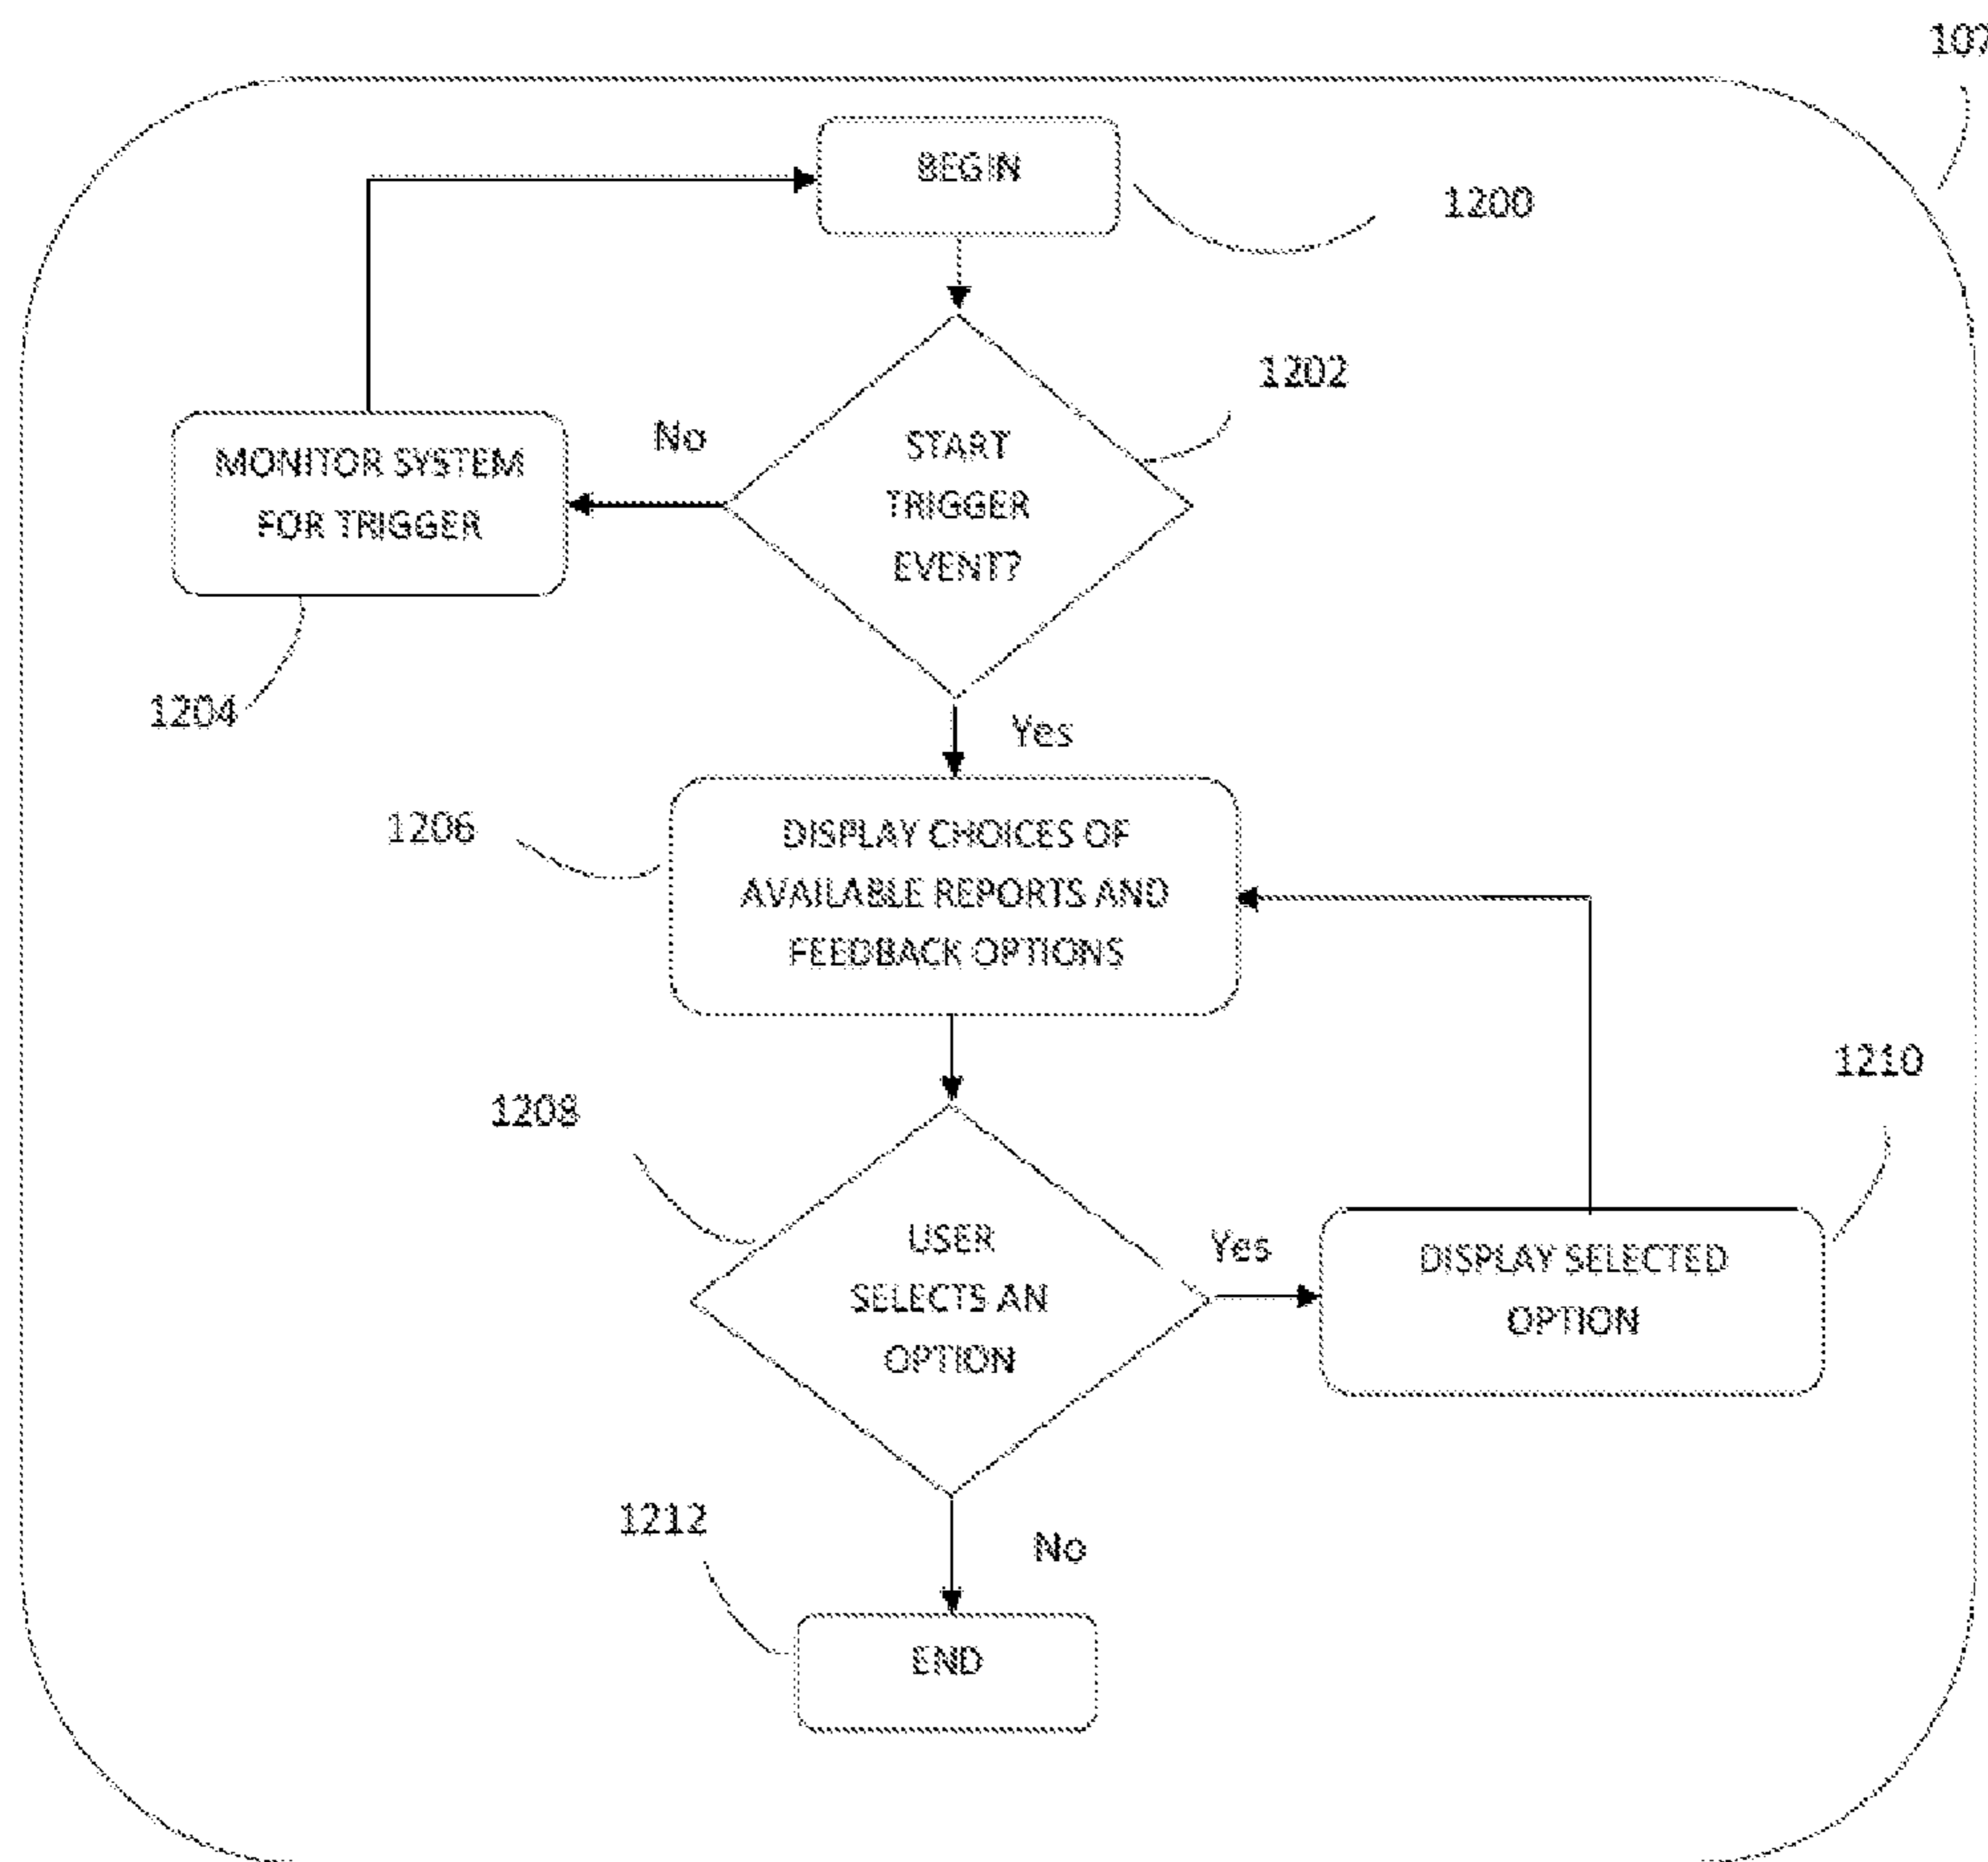 107
BEGIN
1200
1202
START
TRIGGER
EVENT?
No
MONITOR SYSTEM
FOR TRIGGER
1204
Yes
1206
DISPLAY CHOICES OF
AVAILABLE REPORTS AND
FEEDBACK OPTIONS
1208
USER
SELECTS AN
OPTION
Yes
1210
DISPLAY SELECTED
OPTION
1212
No
END